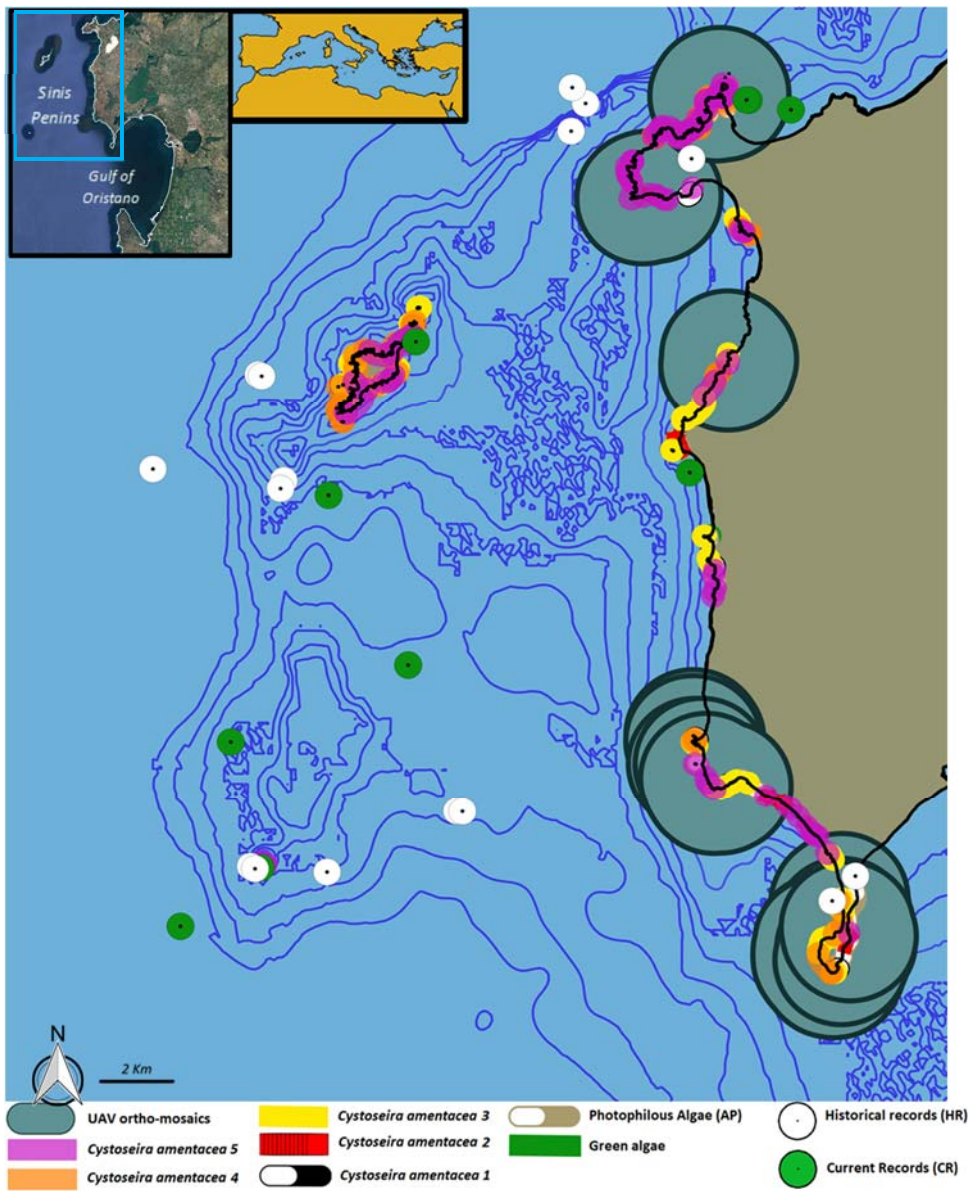 Sinis
Penins
Gulf of
Oristano
N
2 Km
UAV ortho-mosaics
Cystoseira amentacea 5
Cystoseira amentacea 4
Cystoseira amentacea 3
Cystoseira amentacea 2
Cystoseira amentacea 1
Photophilous Algae (AP)
Green algae
Historical records (HR)
Current Records (CR)